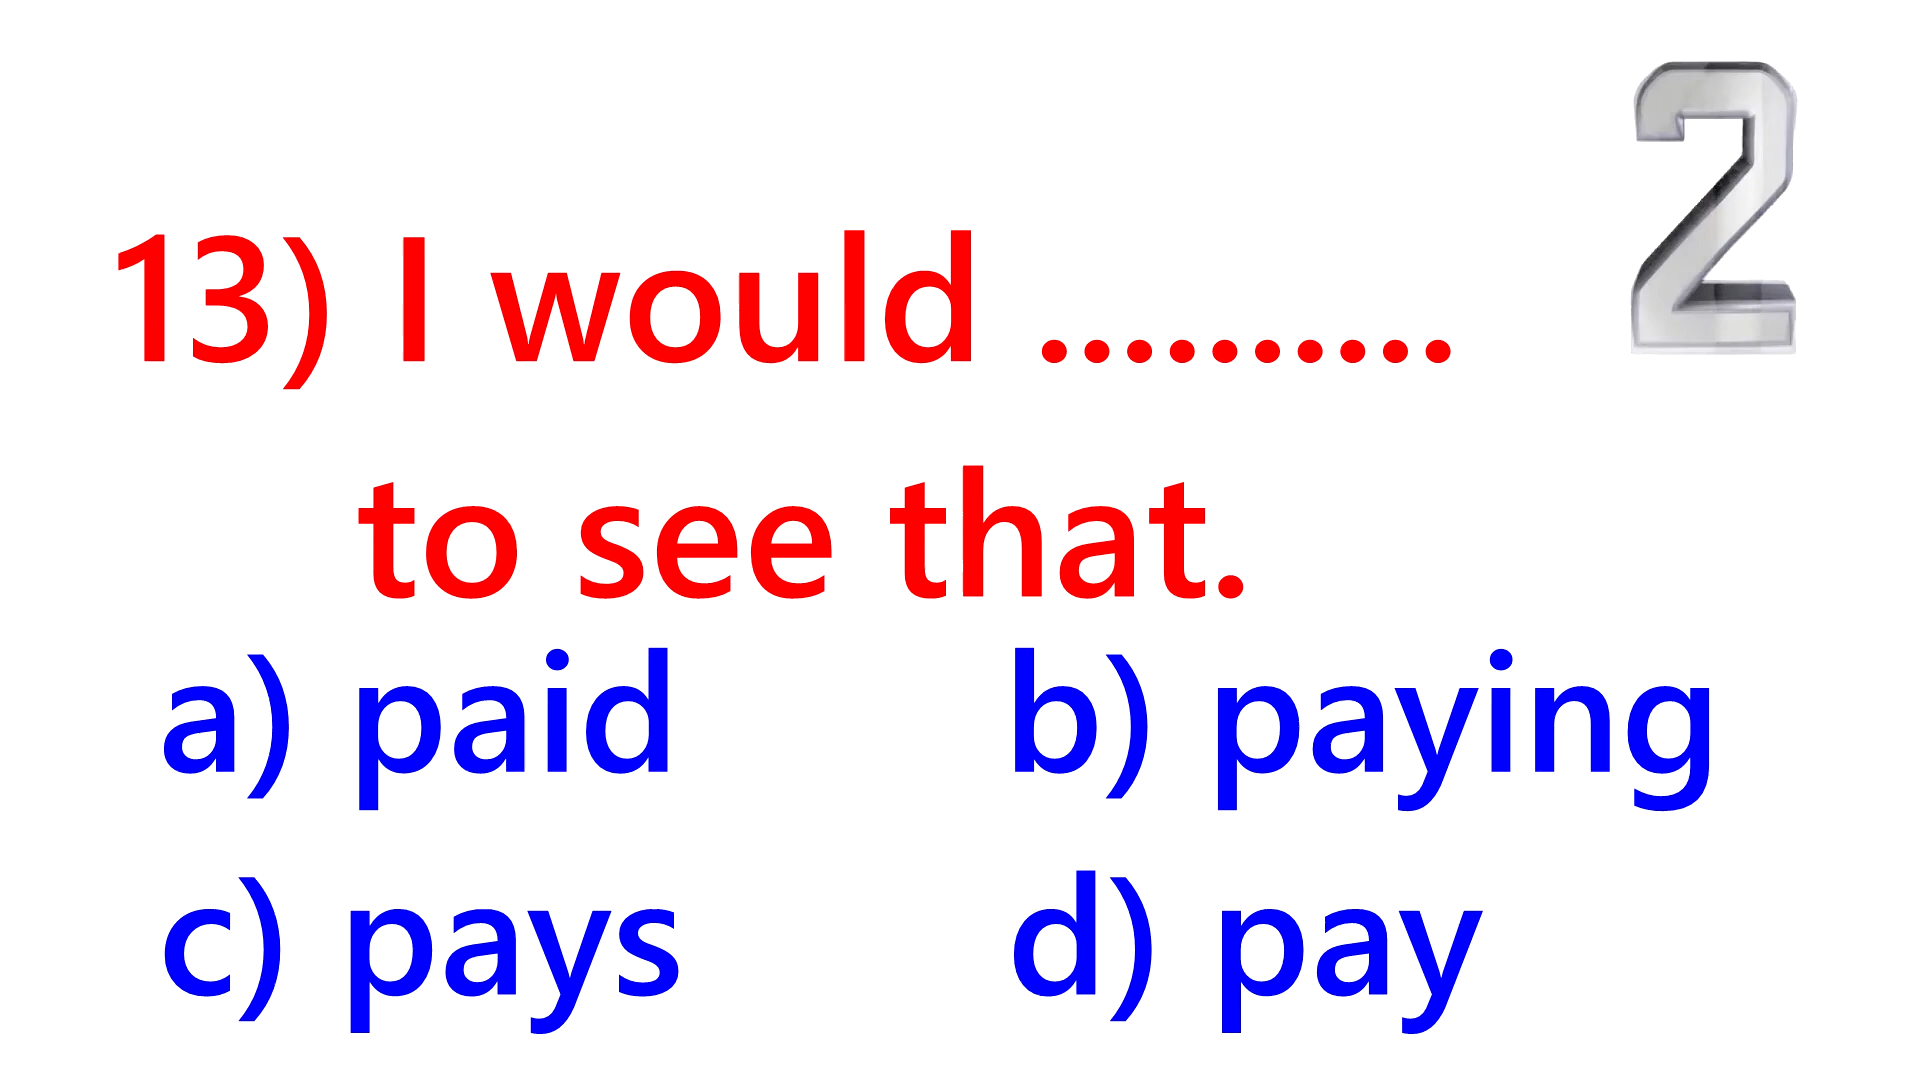 2
13) I would ..........
to see that.
a) paid b) paying
c) pays d) pay